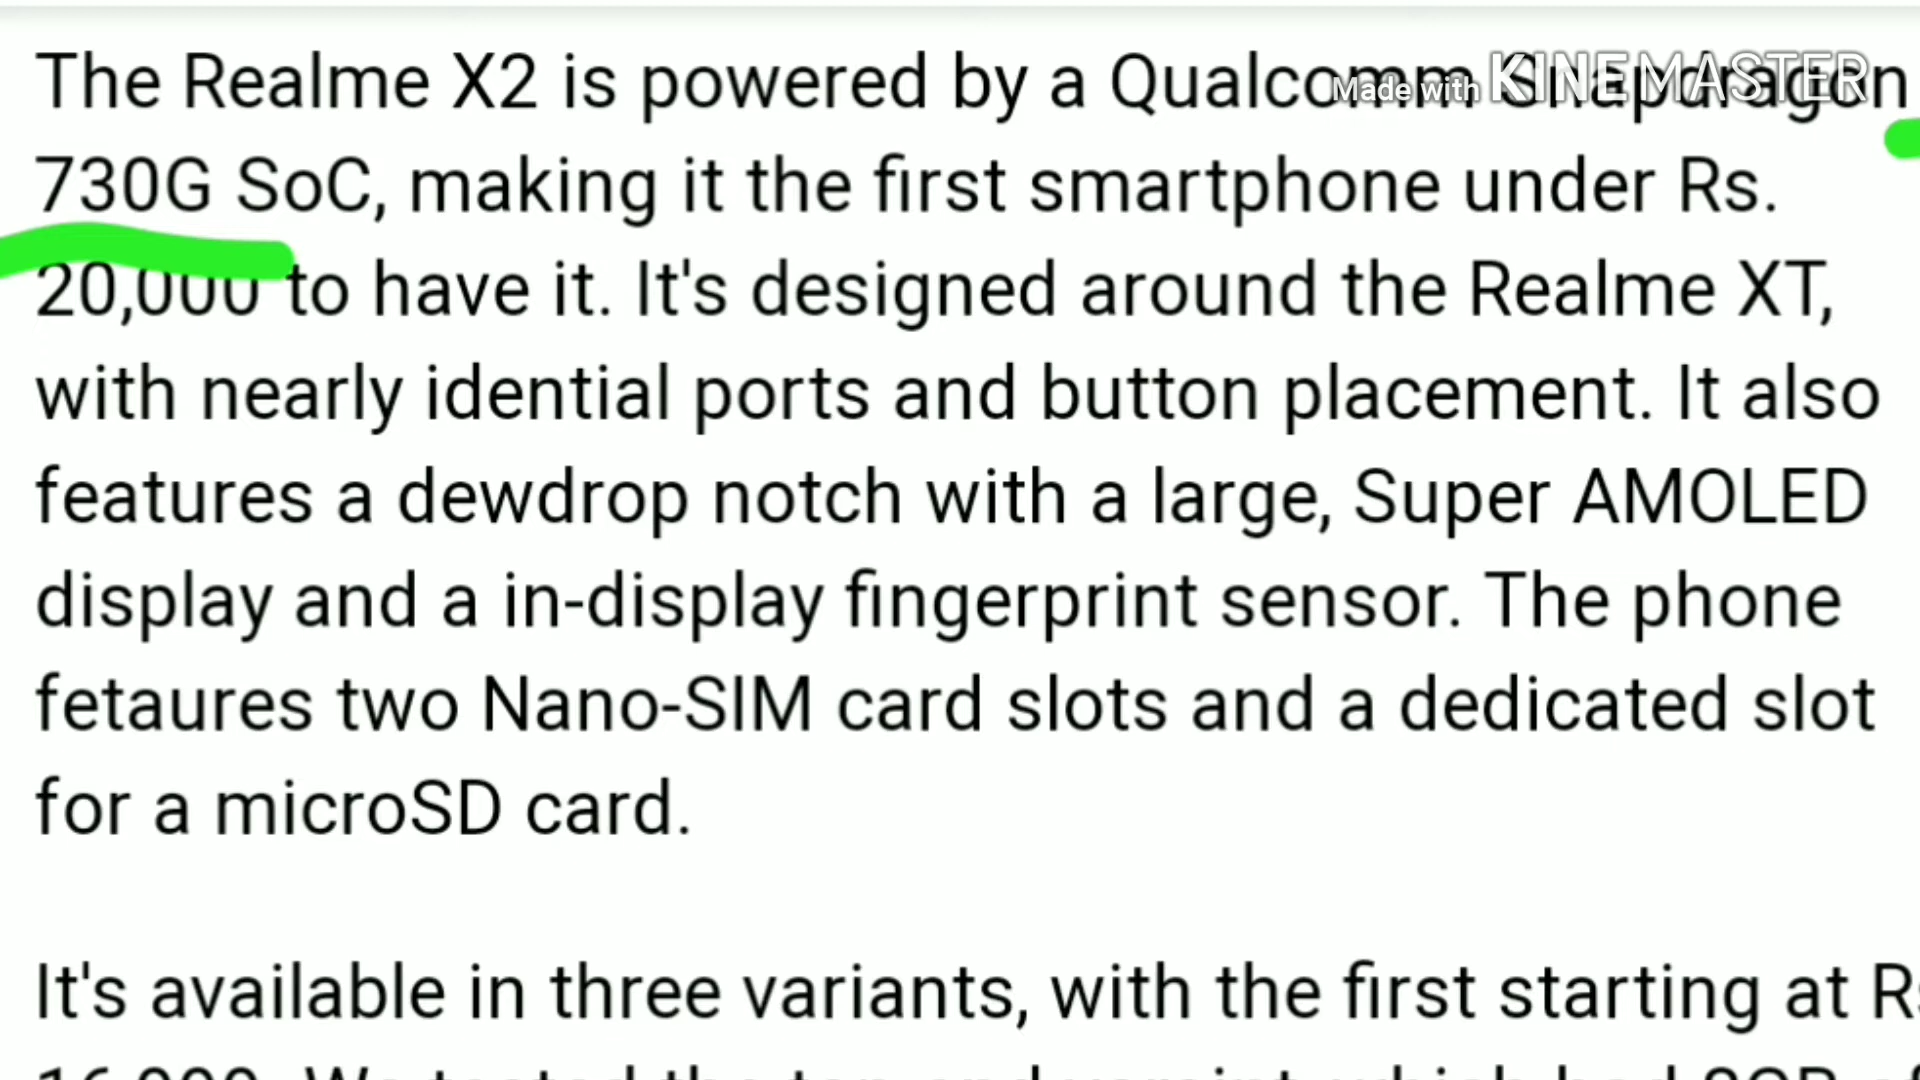 The Realme X2 is powered by a Qualcomm Snapdragon
Made with KINEMASTER
730G SoC, making it the first smartphone under Rs.
20,000 to have it. It's designed around the Realme XT,
with nearly idential ports and button placement. It also
features a dewdrop notch with a large, Super AMOLED
display and a in-display fingerprint sensor. The phone
fetaures two Nano-SIM card slots and a dedicated slot
for a microSD card.
It's available in three variants, with the first starting at